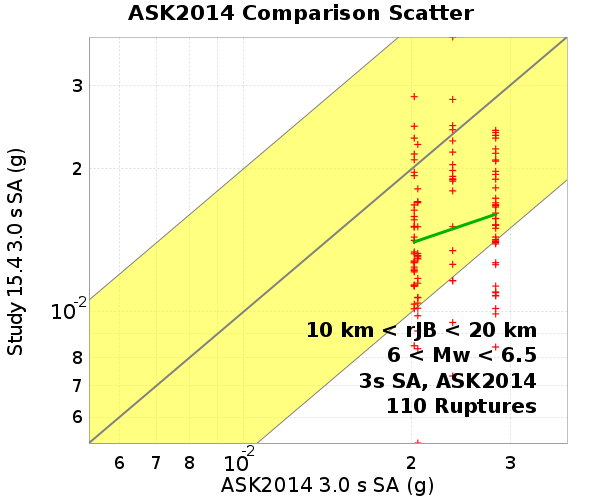 ASK2014 Comparison Scatter
Study 15.4 3.0 s SA (g)
3
2
10-2
8
7
6
10 km < rJB < 20 km
6 < Mw < 6.5
3s SA, ASK2014
110 Ruptures
6 7 8 10-2 2 3
ASK2014 3.0 s SA (g)